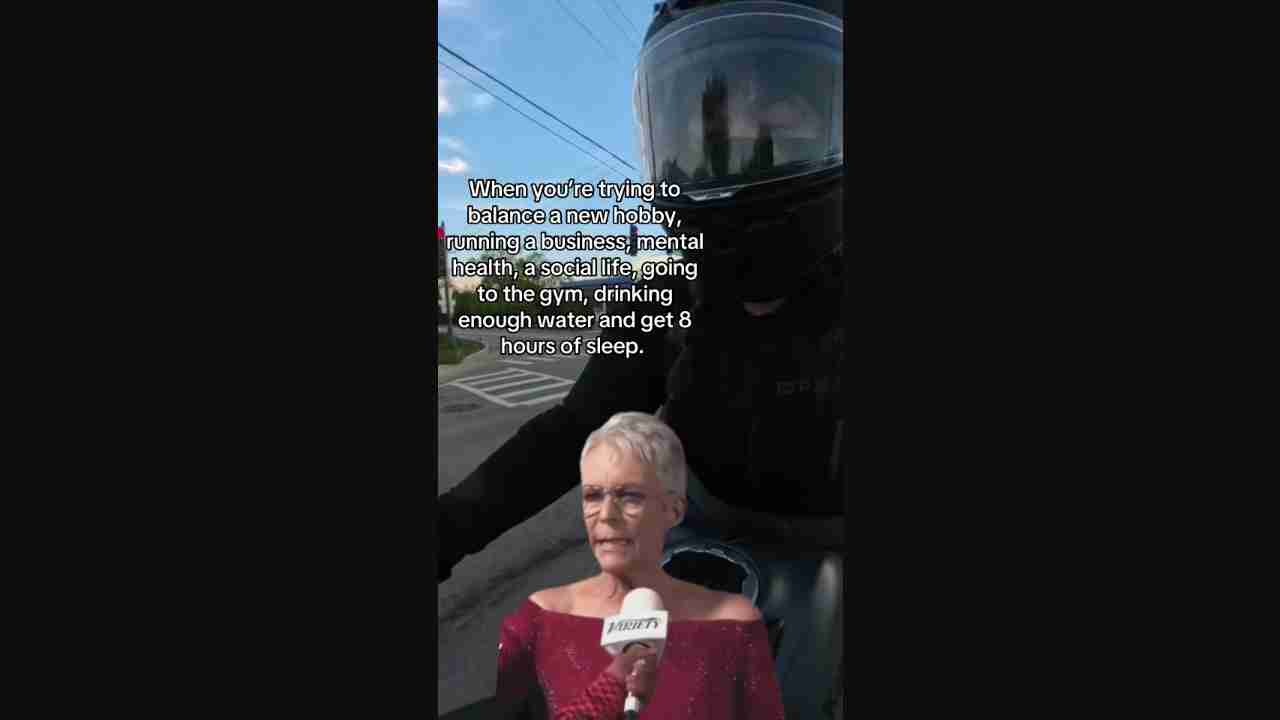 When you’re trying to
balance a new hobby,
running a business, mental
health, a social life, going
to the gym, drinking
enough water and get 8
hours of sleep.
VARIETY